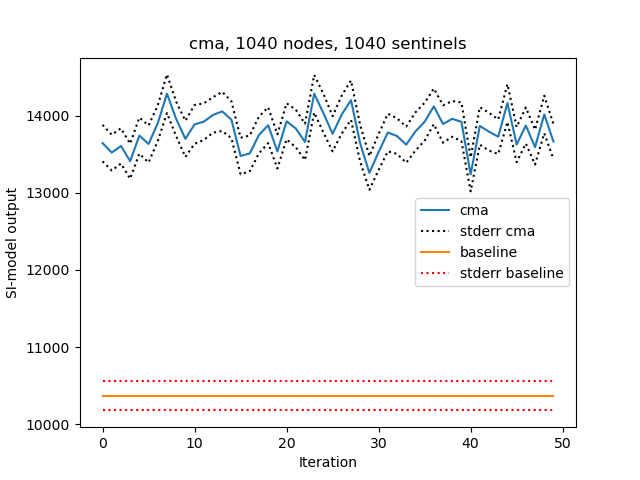 cma, 1040 nodes, 1040 sentinels
14000
13000
12000
11000
10000
SI-model output
cma
stderr cma
baseline
stderr baseline
0 10 20 30 40 50
Iteration